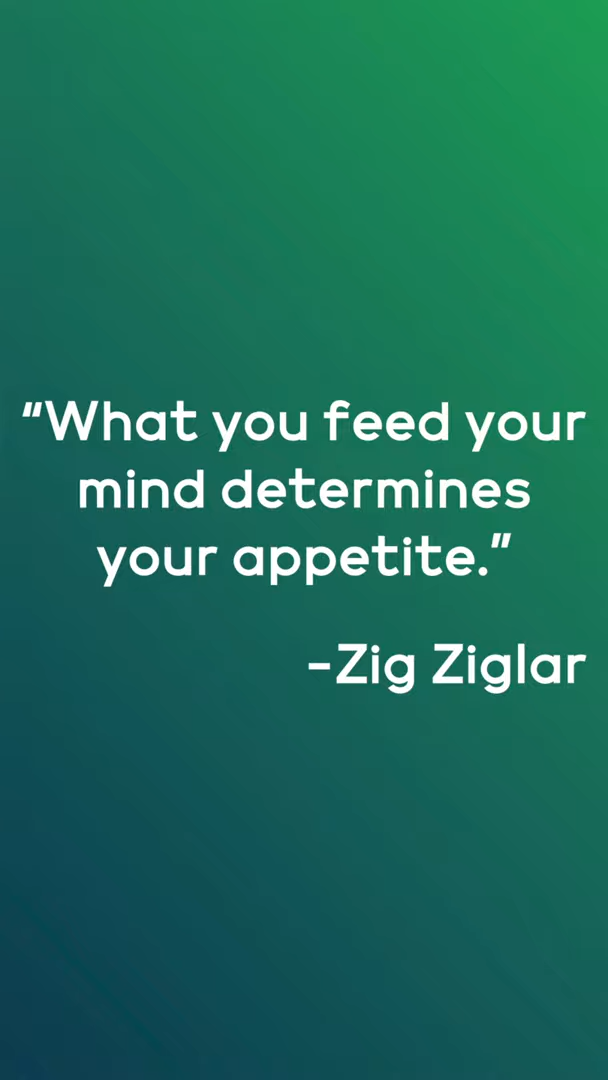 “What you feed your
mind determines
your appetite.”
-Zig Ziglar